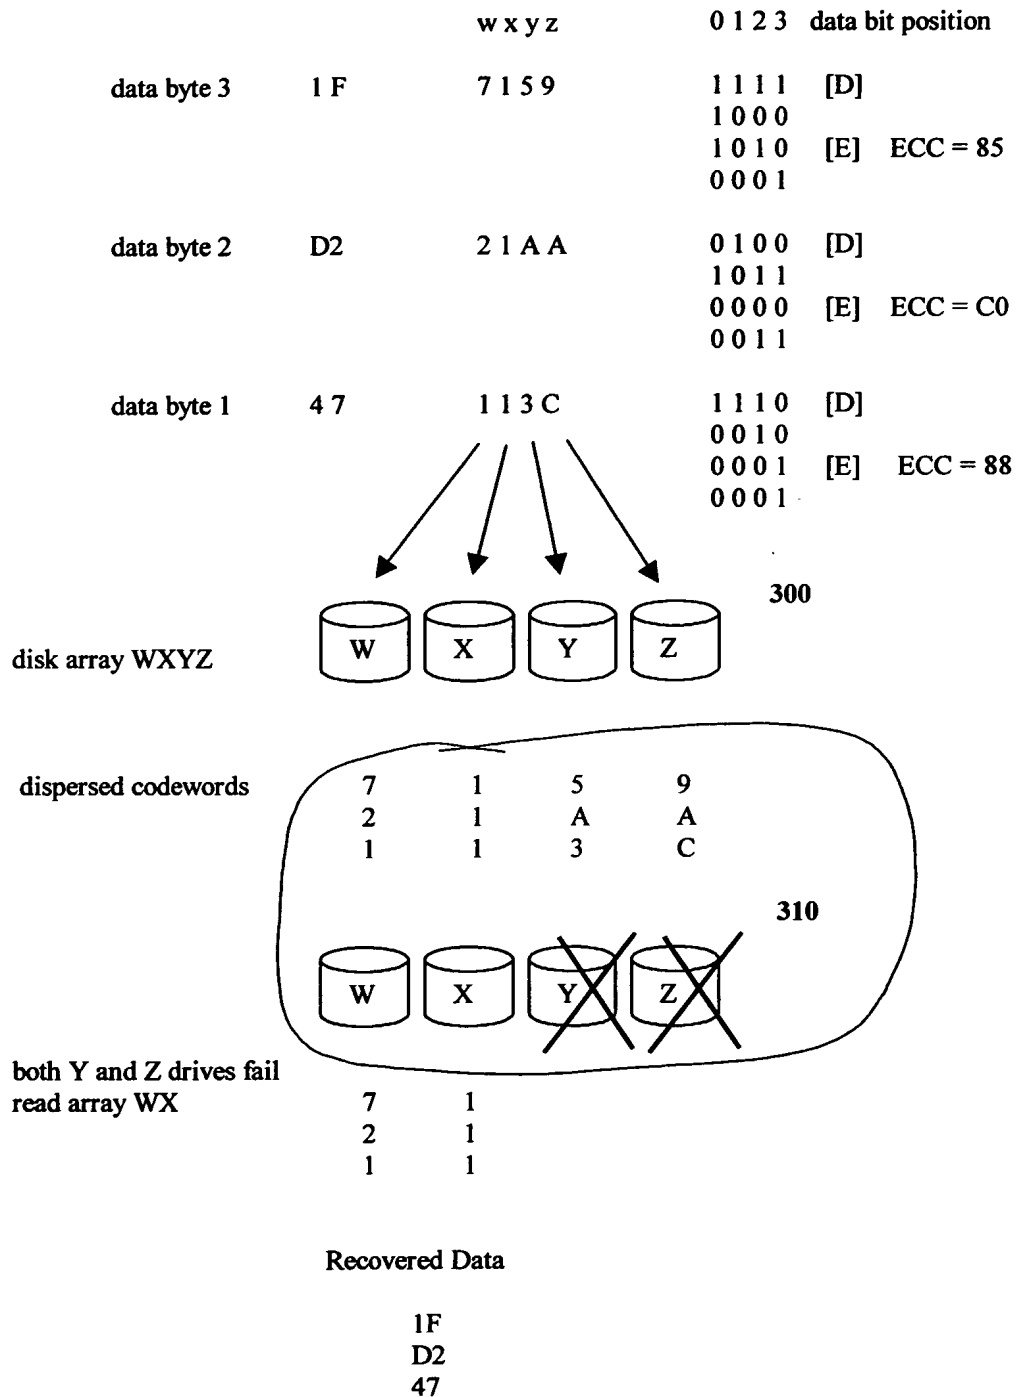 w x y z 0 1 2 3 data bit position
data byte 3 1 F 7 1 5 9 1 1 1 1 [D]
1 0 0 0
1 0 1 0 [E] ECC = 85
0 0 0 1
data byte 2 D2 2 1 A A 0 1 0 0 [D]
1 0 1 1
0 0 0 0 [E] ECC = C0
0 0 1 1
data byte 1 4 7 1 1 3 C 1 1 1 0 [D]
0 0 1 0
0 0 0 1 [E] ECC = 88
0 0 0 1
300
disk array WXYZ W X Y Z
dispersed codewords 7 1 5 9
2 1 A A
1 1 3 C
310
W X Y Z
both Y and Z drives fail
read array WX 7 1
2 1
1 1
Recovered Data
1F
D2
47